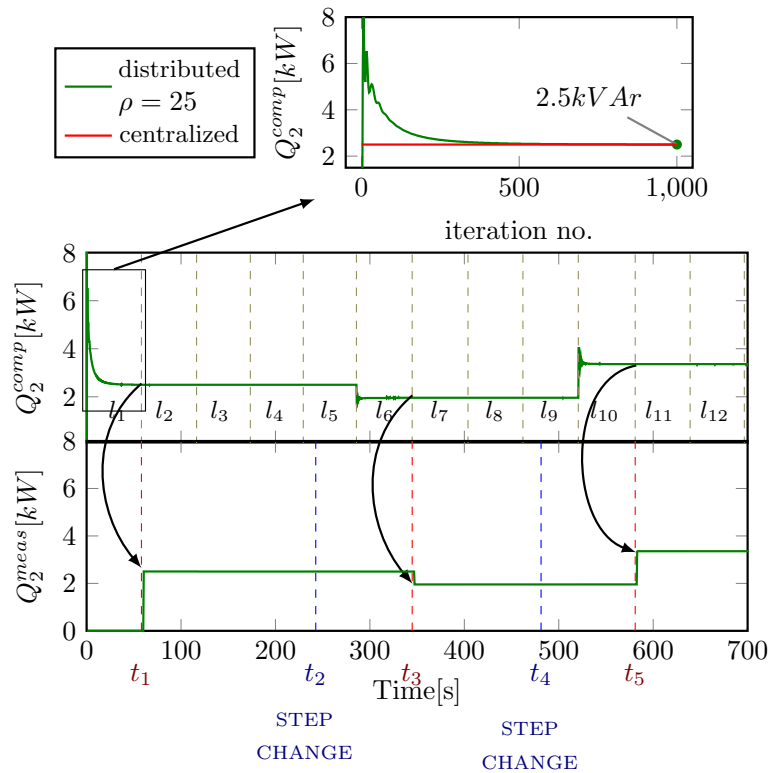 distributed
ρ = 25
centralized
Q_2^{comp}[kW]
8
6
4
2
2.5kV Ar
0 500 1,000
iteration no.
Q_2^{comp}[kW]
8
6
4
2
l_1 l_2 l_3 l_4 l_5 l_6 l_7 l_8 l_9 l_10 l_11 l_12
Q_2^{meas}[kW]
8
6
4
2
0
0 100 200 300 400 500 600 700
t_1 t_2 t_3 t_4 t_5
Time[s]
STEP
CHANGE
STEP
CHANGE